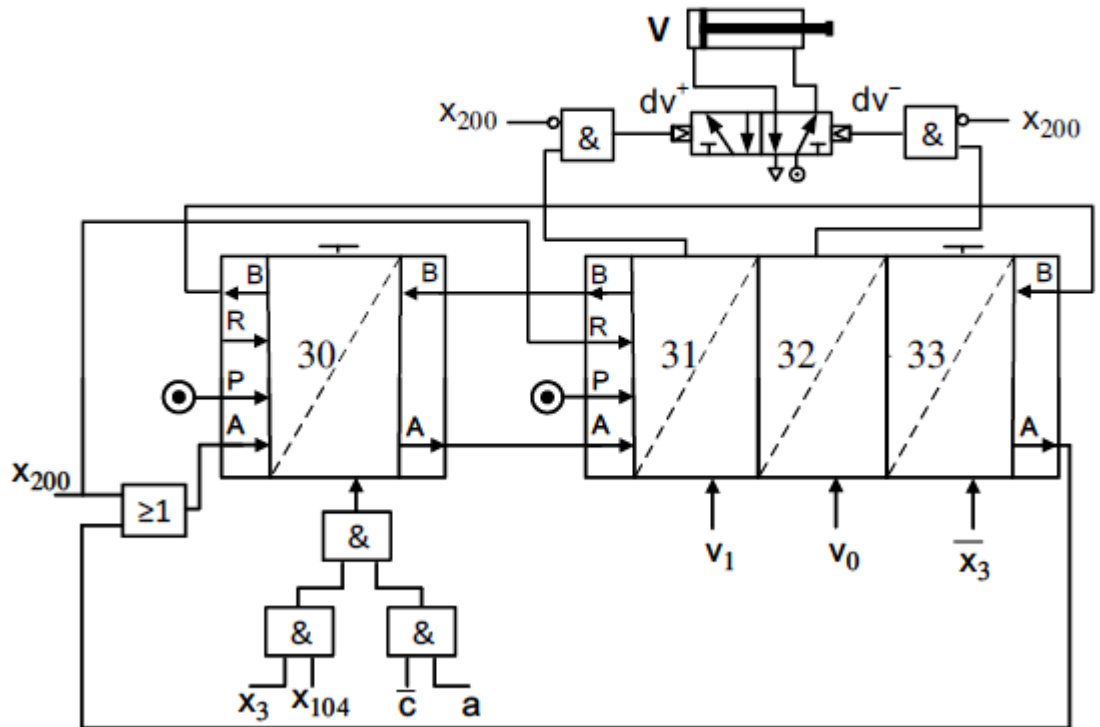 V
dv⁺ dv⁻
x₂₀₀ & & x₂₀₀
B B B B
R R
30 31 32 33
P P
A A A A
x₂₀₀
≥1
& v₁ v₀ x̅₃
& &
x₃ x₁₀₄ c̅ a